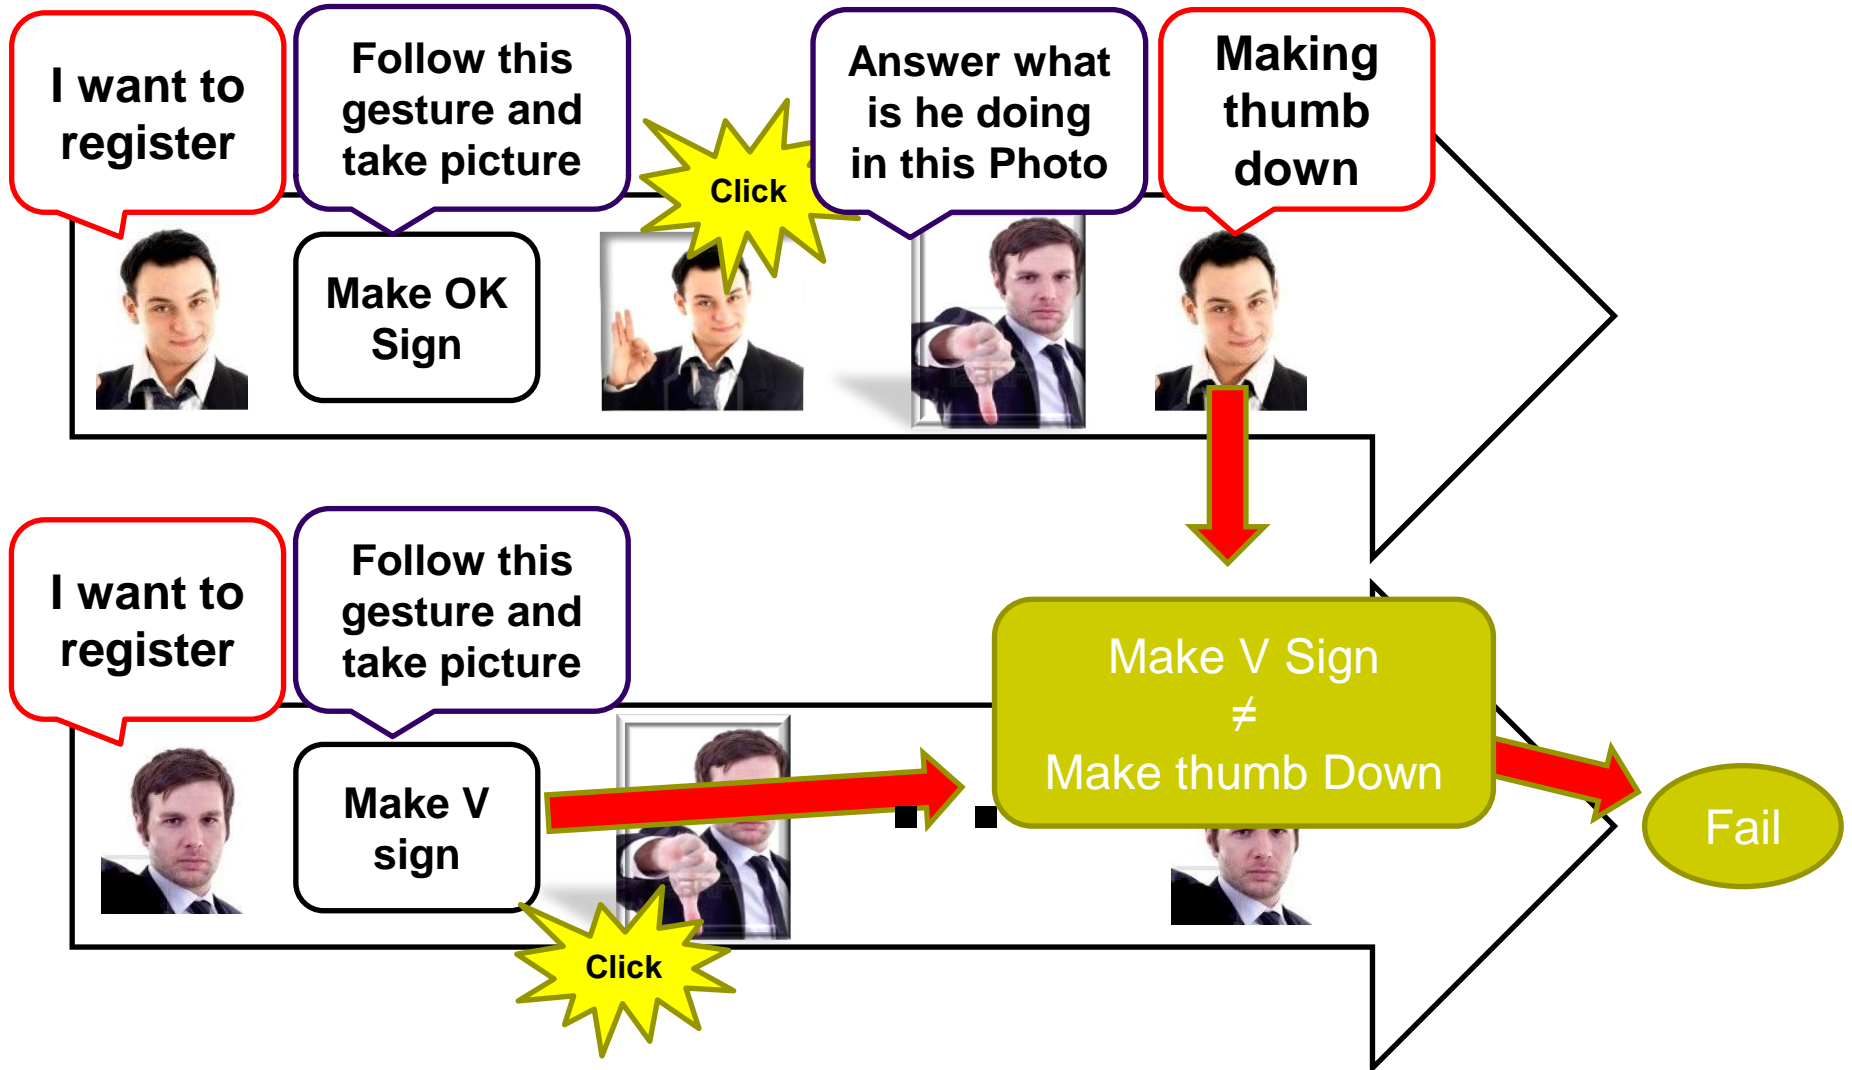 I want to
register
Follow this
gesture and
take picture
Click
Answer what
is he doing
in this Photo
Making
thumb
down
Make OK
Sign
I want to
register
Follow this
gesture and
take picture
Make V
sign
Click
Make V Sign
≠
Make thumb Down
Fail